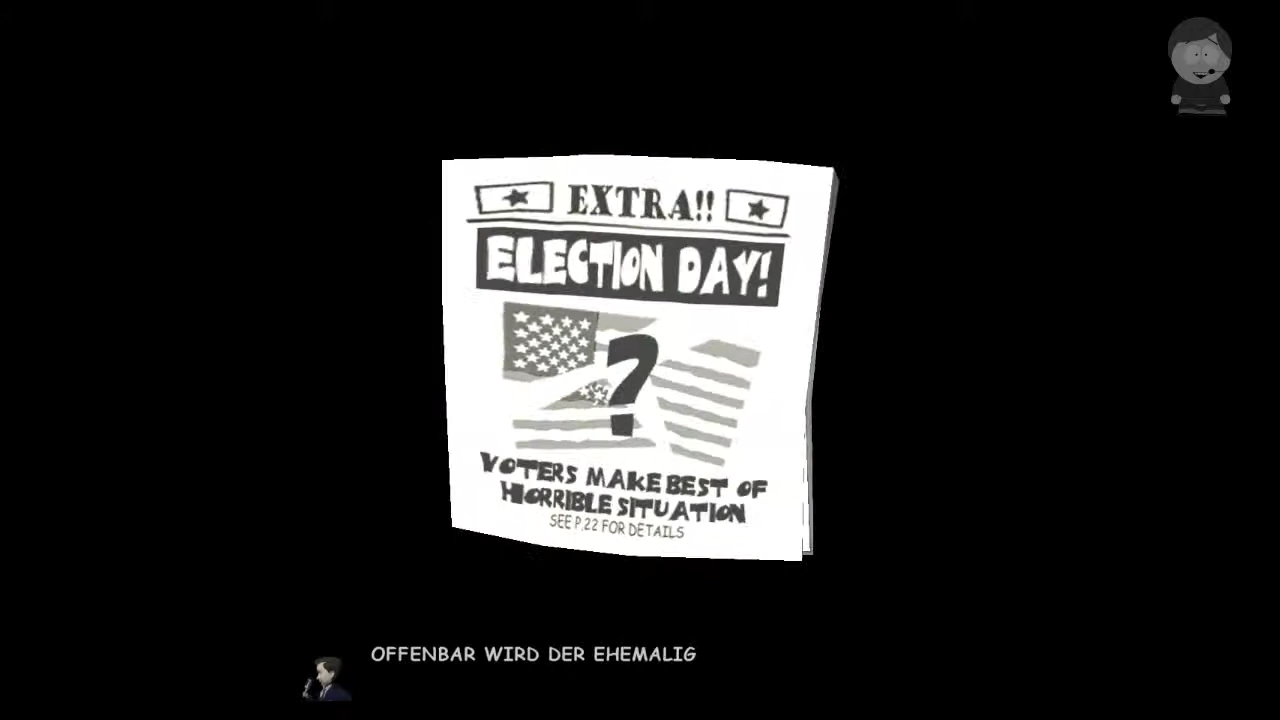 EXTRA!!
ELECTION DAY!
?
VOTERS MAKE BEST OF
HORRIBLE SITUATION
SEE P.22 FOR DETAILS
OFFENBAR WIRD DER EHEMALIG